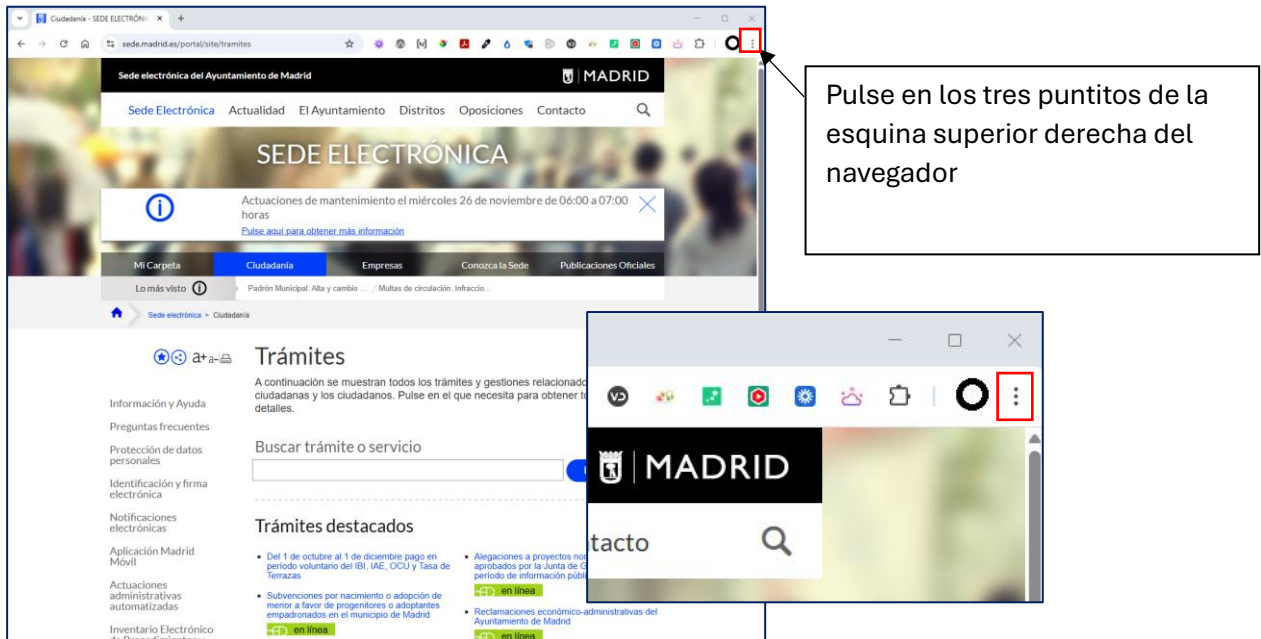 Ciudadanía - SEDE ELECTRÓNI
sede.madrid.es/portal/site/tramites
Sede electrónica del Ayuntamiento de Madrid
MADRID
Sede Electrónica Actualidad El Ayuntamiento Distritos Oposiciones Contacto
SEDE ELECTRÓNICA
Actuaciones de mantenimiento el miércoles 26 de noviembre de 06:00 a 07:00
horas
Pulse aquí para obtener más información
Mi Carpeta Ciudadanía Empresas Conozca la Sede Publicaciones Oficiales
Lo más visto Padrón Municipal. Alta y cambio ... / Multas de circulación. Infraccio...
Sede electrónica > Ciudadanía
a+ a-
Trámites
A continuación se muestran todos los trámites y gestiones relacionado
ciudadanas y los ciudadanos. Pulse en el que necesita para obtener to
detalles.
Información y Ayuda
Preguntas frecuentes
Protección de datos
personales
Identificación y firma
electrónica
Notificaciones
electrónicas
Aplicación Madrid
Móvil
Actuaciones
administrativas
automatizadas
Inventario Electrónico
de Procedimientos y
Buscar trámite o servicio
Trámites destacados
Del 1 de octubre al 1 de diciembre pago en
período voluntario del IBI, IAE, OCU y Tasa de
Terrazas
Subvenciones por nacimiento o adopción de
menor a favor de progenitores o adoptantes
empadronados en el municipio de Madrid
en línea
Alegaciones a proyectos nor
aprobados por la Junta de G
período de información públi
en línea
Reclamaciones económico-administrativas del
Ayuntamiento de Madrid
en línea
Pulse en los tres puntitos de la
esquina superior derecha del
navegador
MADRID
tacto